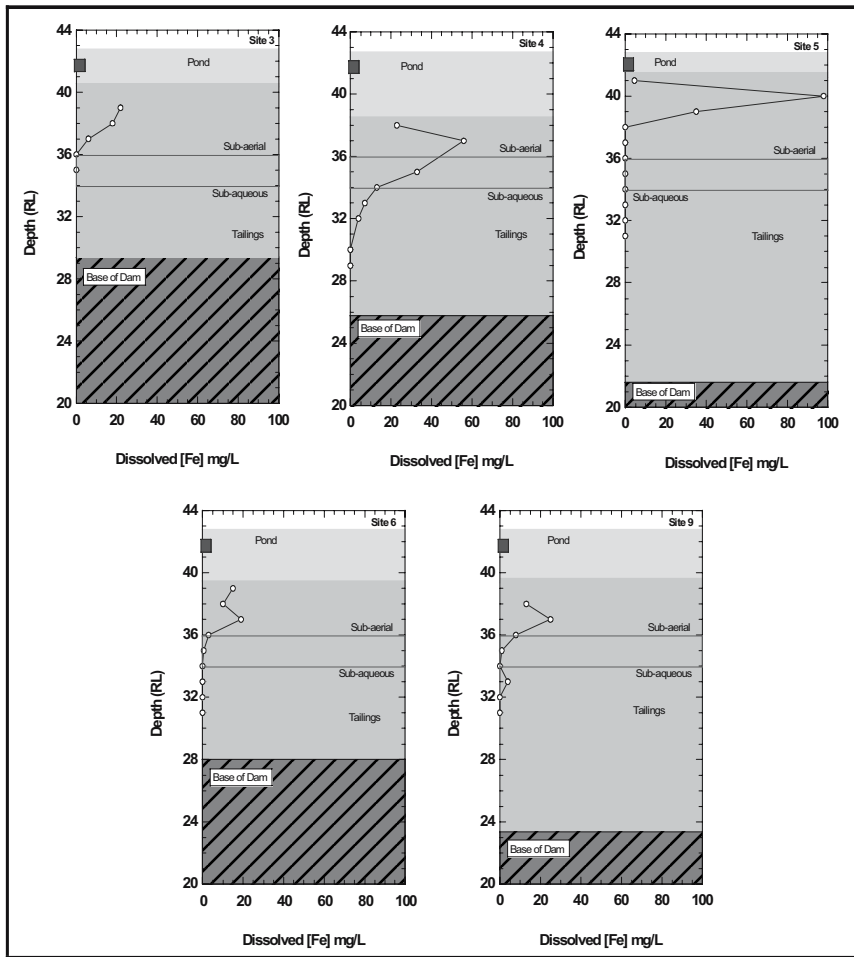 44
40
36
32
28
24
20
Depth (RL)
Site 3
Pond
Sub-aerial
Sub-aqueous
Tailings
Base of Dam
0 20 40 60 80 100
Dissolved [Fe] mg/L
44
40
36
32
28
24
20
Depth (RL)
Site 4
Pond
Sub-aerial
Sub-aqueous
Tailings
Base of Dam
0 20 40 60 80 100
Dissolved [Fe] mg/L
44
40
36
32
28
24
20
Depth (RL)
Site 5
Pond
Sub-aerial
Sub-aqueous
Tailings
Base of Dam
0 20 40 60 80 100
Dissolved [Fe] mg/L
44
40
36
32
28
24
20
Depth (RL)
Site 6
Pond
Sub-aerial
Sub-aqueous
Tailings
Base of Dam
0 20 40 60 80 100
Dissolved [Fe] mg/L
44
40
36
32
28
24
20
Depth (RL)
Site 9
Pond
Sub-aerial
Sub-aqueous
Tailings
Base of Dam
0 20 40 60 80 100
Dissolved [Fe] mg/L